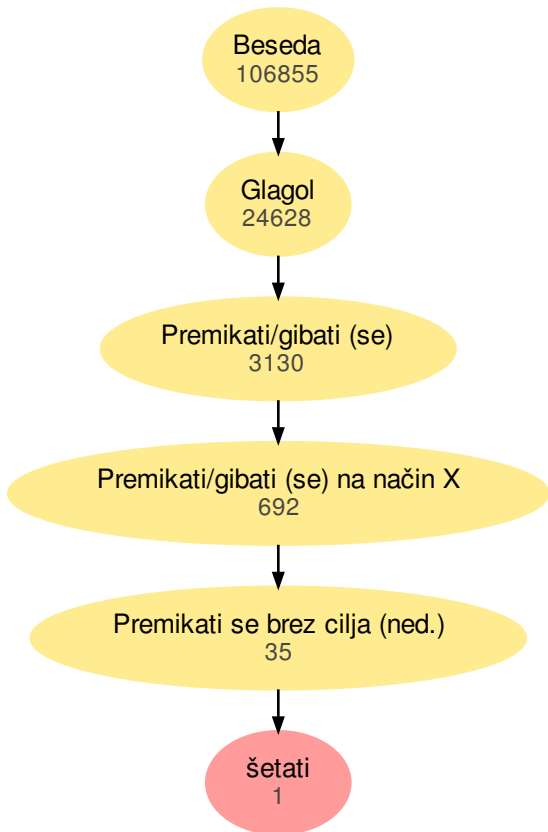 Beseda
106855
Glagol
24628
Premikati/gibati (se)
3130
Premikati/gibati (se) na način X
692
Premikati se brez cilja (ned.)
35
šetati
1